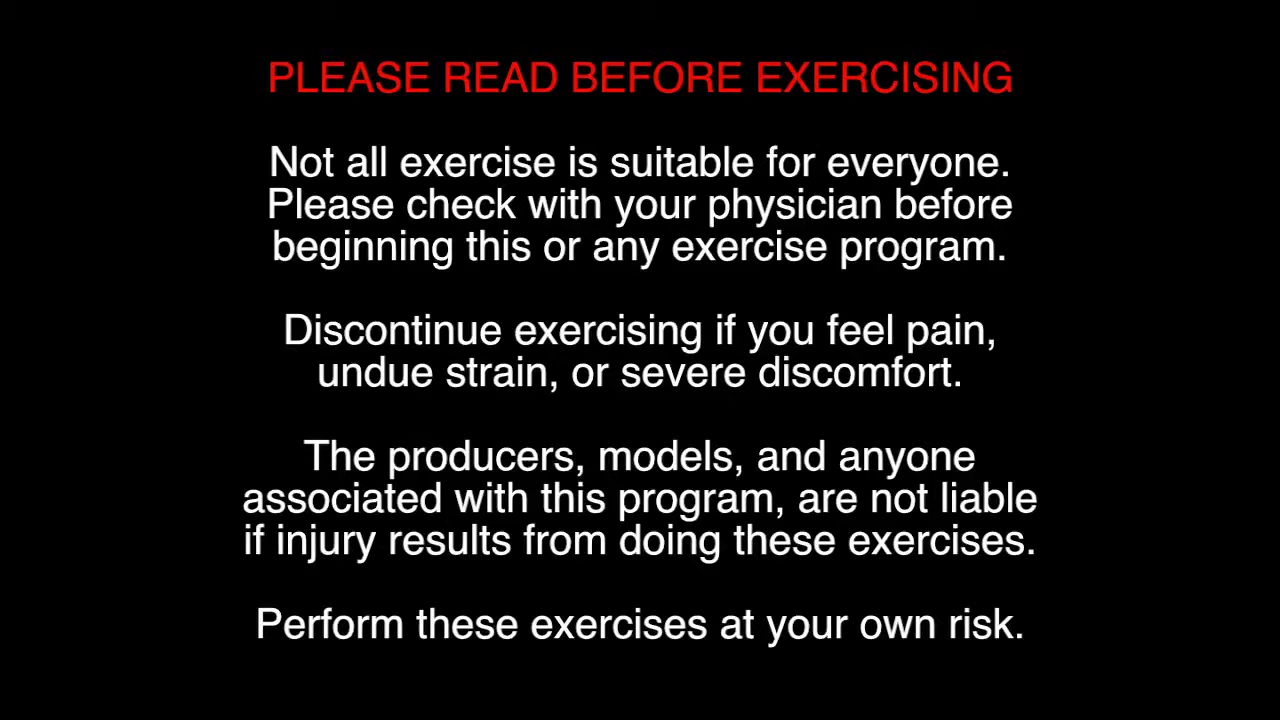 PLEASE READ BEFORE EXERCISING
Not all exercise is suitable for everyone.
Please check with your physician before
beginning this or any exercise program.
Discontinue exercising if you feel pain,
undue strain, or severe discomfort.
The producers, models, and anyone
associated with this program, are not liable
if injury results from doing these exercises.
Perform these exercises at your own risk.